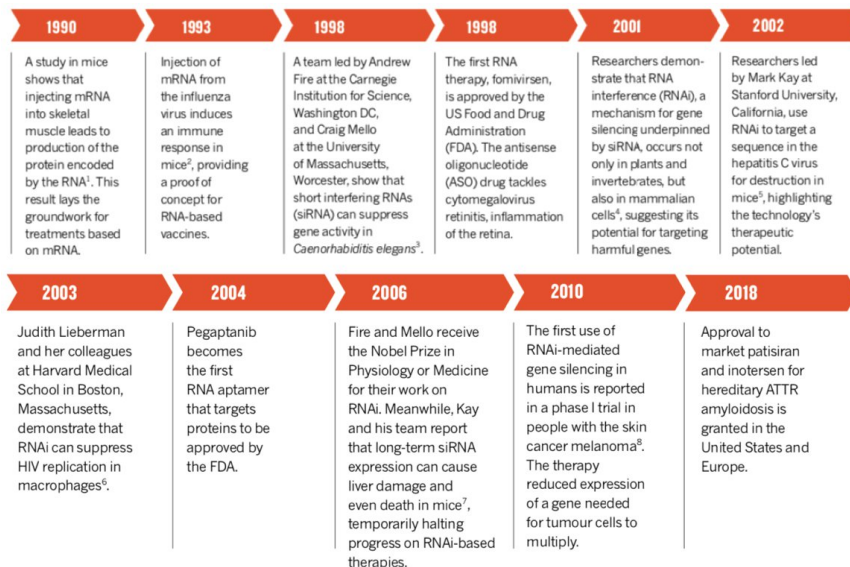 1990
A study in mice
shows that
injecting mRNA
into skeletal
muscle leads to
production of the
protein encoded
by the RNA¹. This
result lays the
groundwork for
treatments based
on mRNA.
1993
Injection of
mRNA from
the influenza
virus induces
an immune
response in
mice², providing
a proof of
concept for
RNA-based
vaccines.
1998
A team led by Andrew
Fire at the Carnegie
Institution for Science,
Washington DC,
and Craig Mello
at the University
of Massachusetts,
Worcester, show that
short interfering RNAs
(siRNA) can suppress
gene activity in
Caenorhabditis elegans³.
1998
The first RNA
therapy, fomivirsen,
is approved by the
US Food and Drug
Administration
(FDA). The antisense
oligonucleotide
(ASO) drug tackles
cytomegalovirus
retinitis, inflammation
of the retina.
2001
Researchers demon-
strate that RNA
interference (RNAi), a
mechanism for gene
silencing underpinned
by siRNA, occurs not
only in plants and
invertebrates, but
also in mammalian
cells⁴, suggesting its
potential for targeting
harmful genes.
2002
Researchers led
by Mark Kay at
Stanford University,
California, use
RNAi to target a
sequence in the
hepatitis C virus
for destruction in
mice⁵, highlighting
the technology's
therapeutic
potential.
2003
Judith Lieberman
and her colleagues
at Harvard Medical
School in Boston,
Massachusetts,
demonstrate that
RNAi can suppress
HIV replication in
macrophages⁶.
2004
Pegaptanib
becomes
the first
RNA aptamer
that targets
proteins to be
approved by
the FDA.
2006
Fire and Mello receive
the Nobel Prize in
Physiology or Medicine
for their work on
RNAi. Meanwhile, Kay
and his team report
that long-term siRNA
expression can cause
liver damage and
even death in mice⁷,
temporarily halting
progress on RNAi-based
therapies.
2010
The first use of
RNAi-mediated
gene silencing in
humans is reported
in a phase I trial in
people with the skin
cancer melanoma⁸.
The therapy
reduced expression
of a gene needed
for tumour cells to
multiply.
2018
Approval to
market patisiran
and inotersen for
hereditary ATTR
amyloidosis is
granted in the
United States and
Europe.